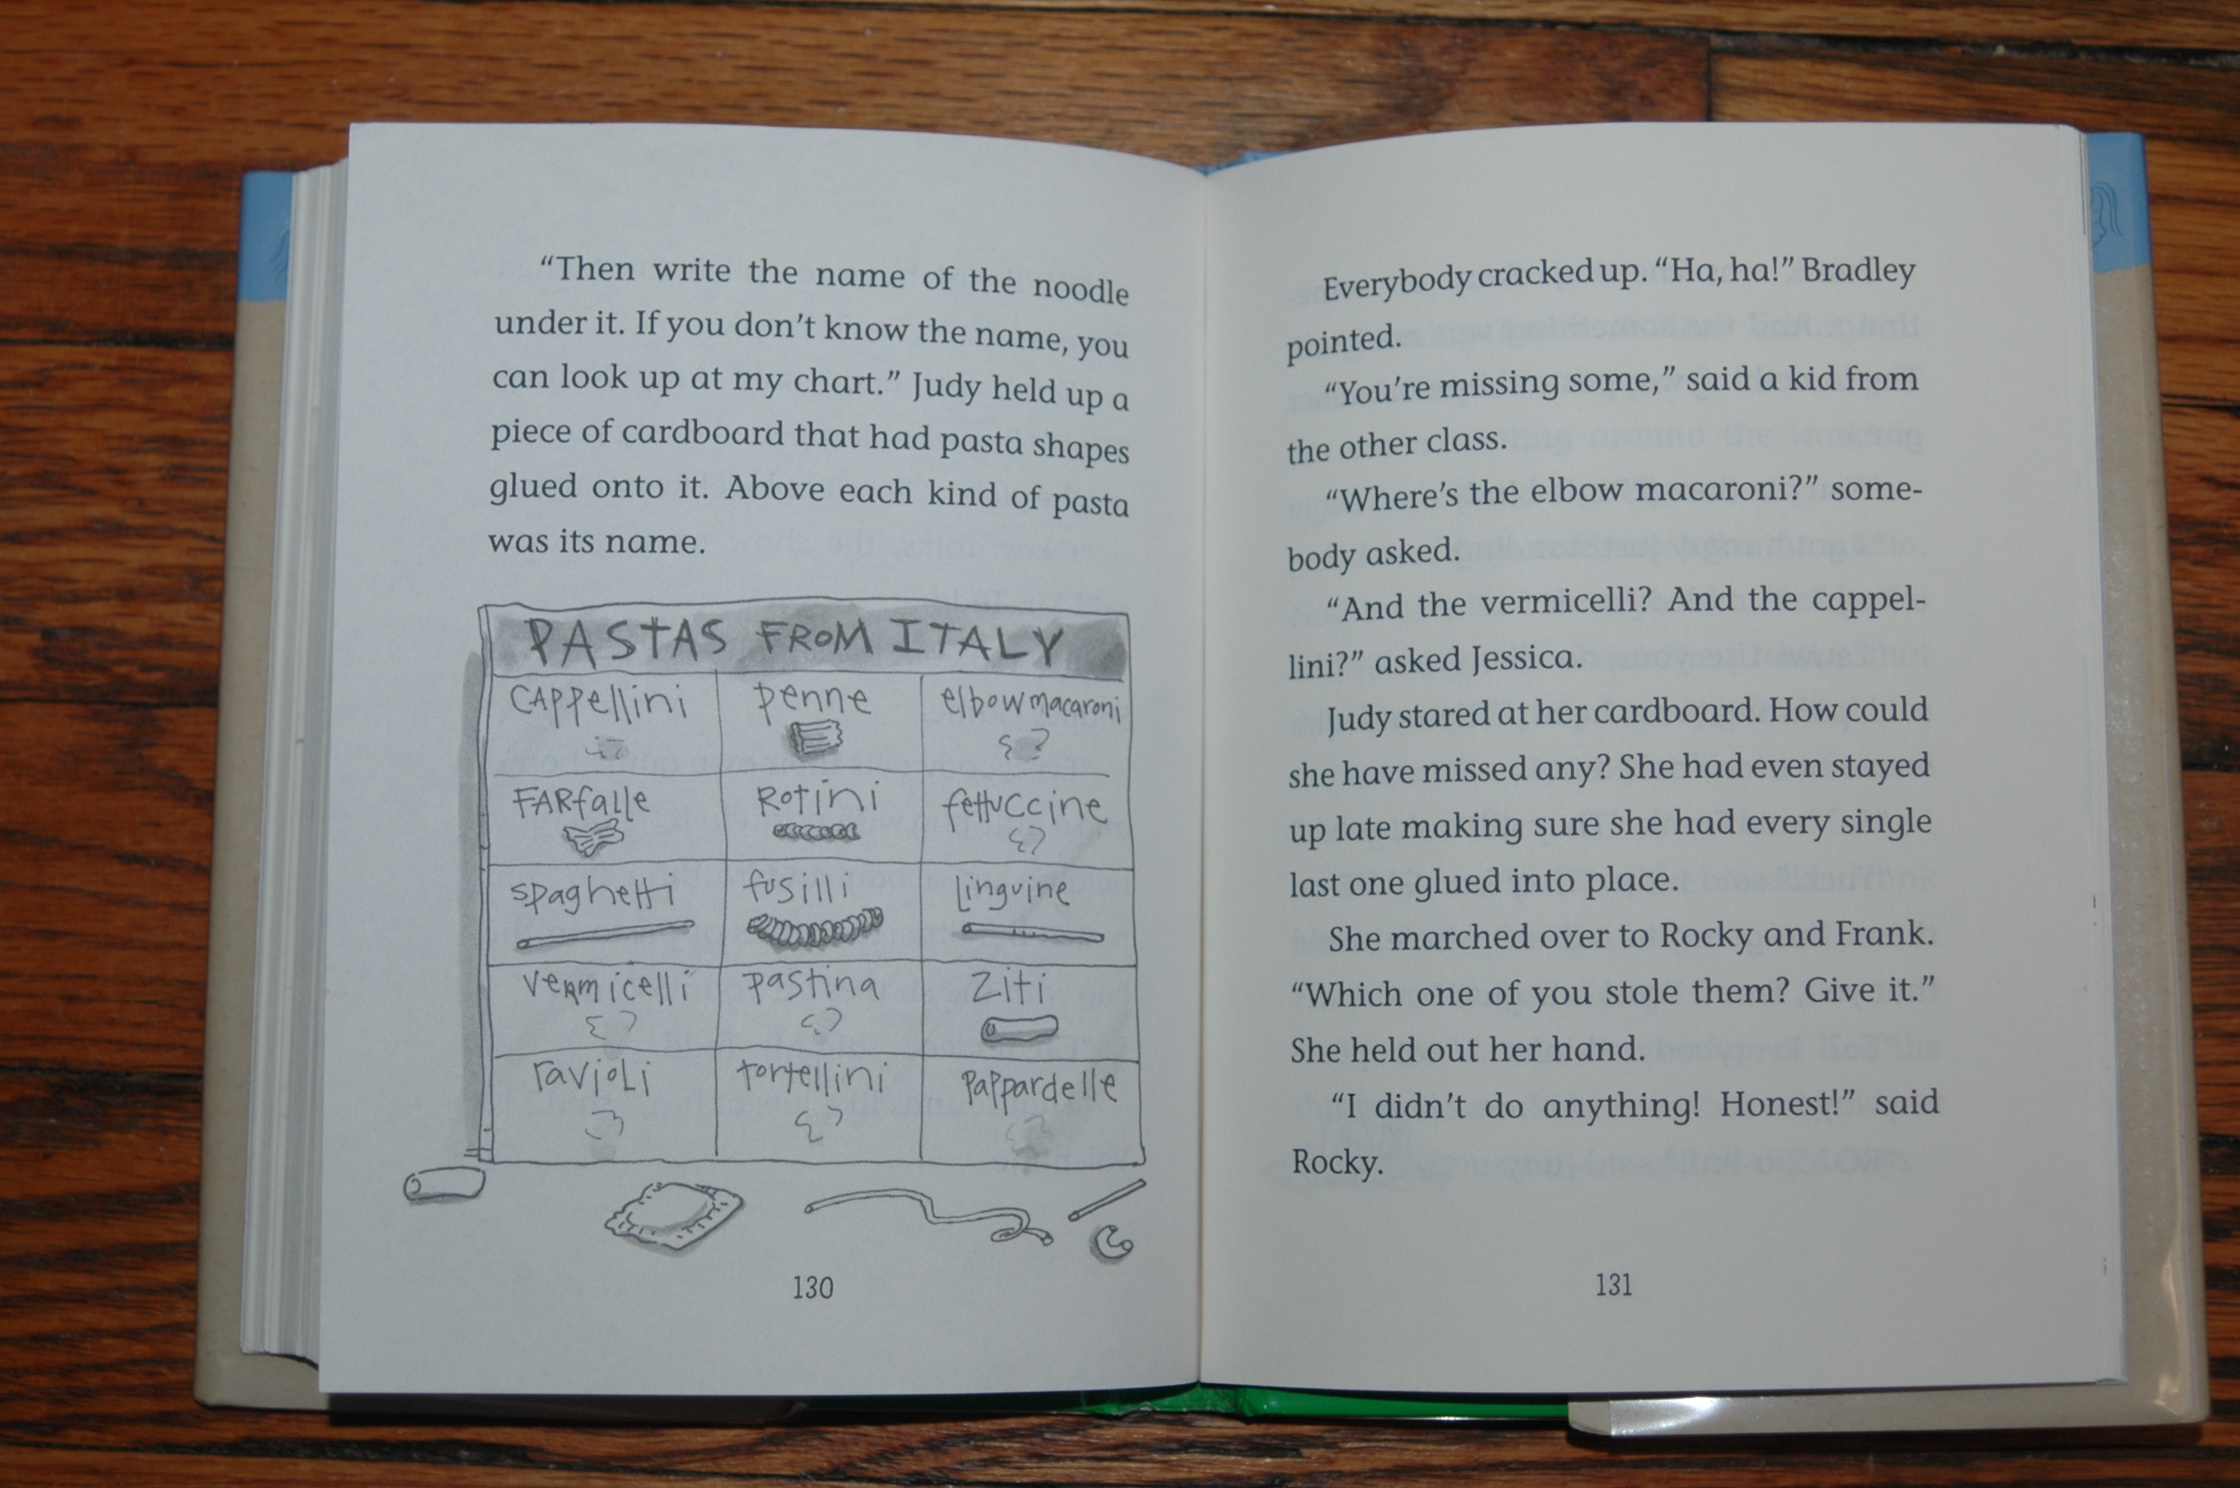 “Then write the name of the noodle
under it. If you don’t know the name, you
can look up at my chart.” Judy held up a
piece of cardboard that had pasta shapes
glued onto it. Above each kind of pasta
was its name.
PASTAS FROM ITALY
CAPPellini penne elbow macaroni
FARfalle Rotini fettuccine
spaghetti fusilli Linguine
veRmicelli pastina Ziti
ravioli tortellini Pappardelle
130
Everybody cracked up. “Ha, ha!” Bradley
pointed.
“You’re missing some,” said a kid from
the other class.
“Where’s the elbow macaroni?” some-
body asked.
“And the vermicelli? And the cappel-
lini?” asked Jessica.
Judy stared at her cardboard. How could
she have missed any? She had even stayed
up late making sure she had every single
last one glued into place.
She marched over to Rocky and Frank.
“Which one of you stole them? Give it.”
She held out her hand.
“I didn’t do anything! Honest!” said
Rocky.
131